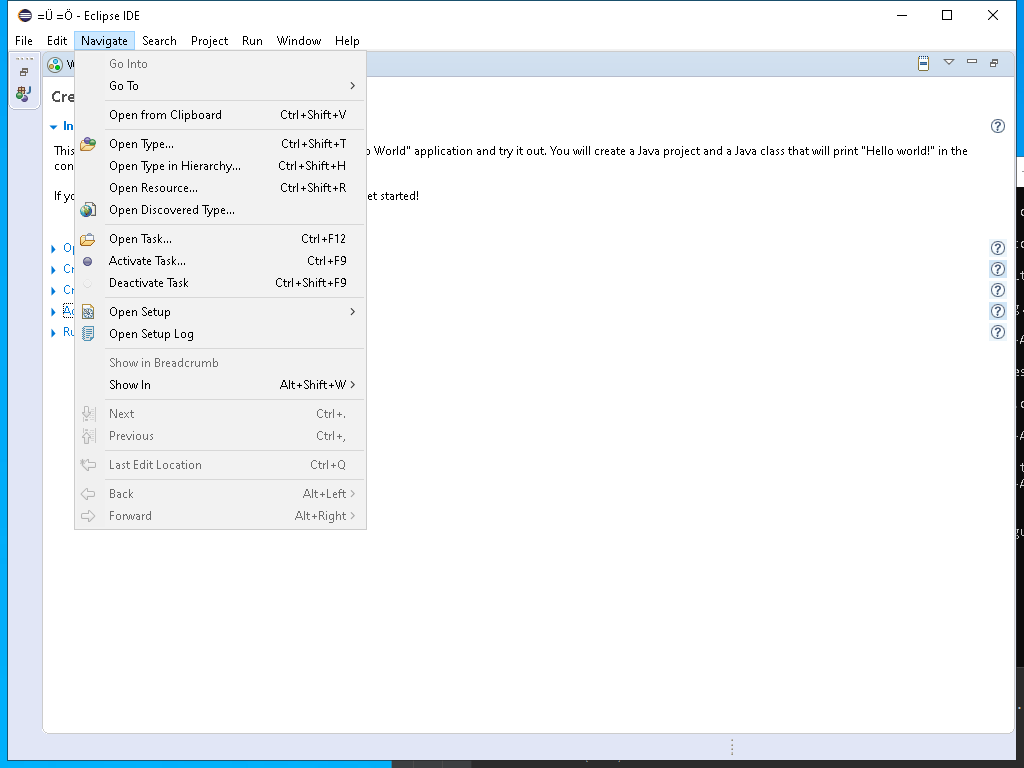 =Ü =Ö - Eclipse IDE
File Edit Navigate Search Project Run Window Help
Go Into
Go To
Open from Clipboard Ctrl+Shift+V
Open Type... Ctrl+Shift+T
Open Type in Hierarchy... Ctrl+Shift+H
Open Resource... Ctrl+Shift+R
Open Discovered Type...
Open Task... Ctrl+F12
Activate Task... Ctrl+F9
Deactivate Task Ctrl+Shift+F9
Open Setup
Open Setup Log
Show in Breadcrumb
Show In Alt+Shift+W
Next Ctrl+.
Previous Ctrl+,
Last Edit Location Ctrl+Q
Back Alt+Left
Forward Alt+Right
Cre
In
This World" application and try it out. You will create a Java project and a Java class that will print "Hello world!" in the
con
If yo et started!
Cr
Cr
Ru